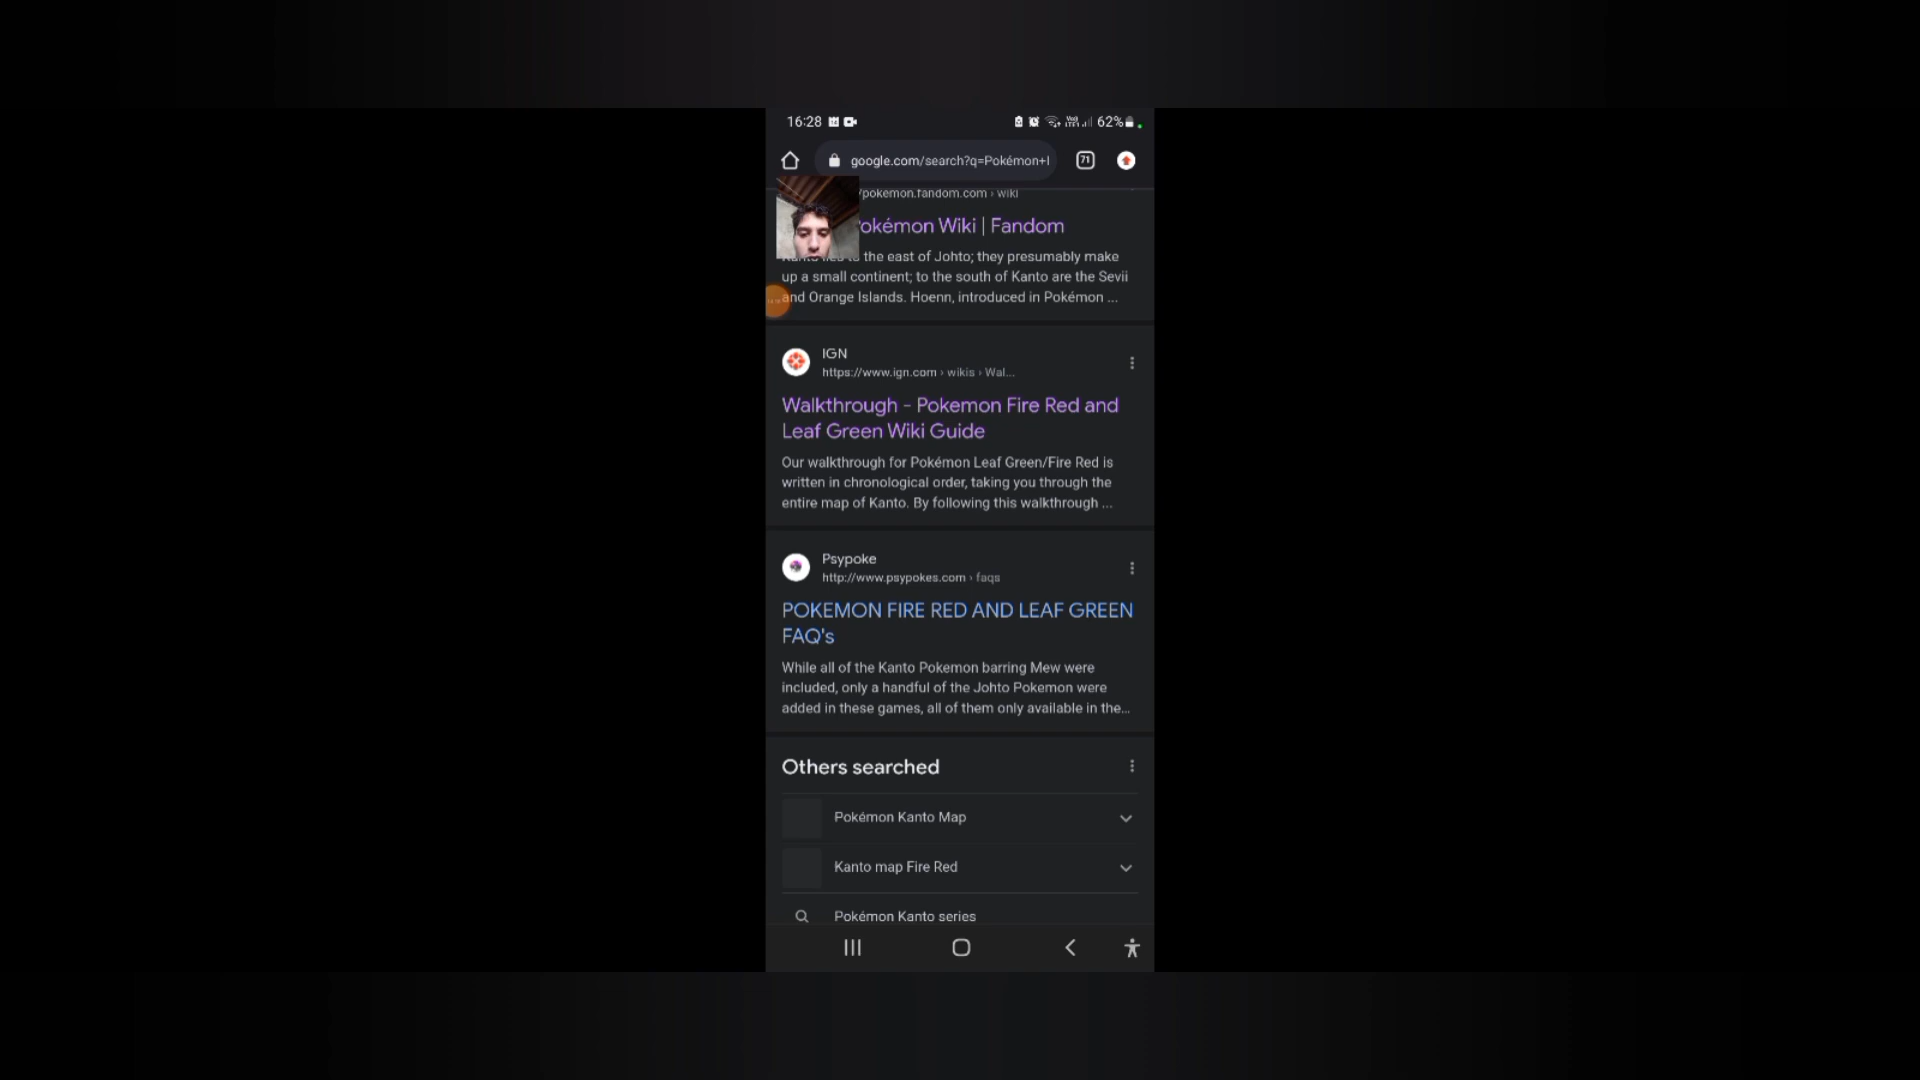 16:28 62%
google.com/search?q=Pokémon+I 71
/pokemon.fandom.com › wiki
Pokémon Wiki | Fandom
the east of Johto; they presumably make
up a small continent; to the south of Kanto are the Sevii
and Orange Islands. Hoenn, introduced in Pokémon ...
IGN
https://www.ign.com › wikis › Wal...
Walkthrough - Pokemon Fire Red and
Leaf Green Wiki Guide
Our walkthrough for Pokémon Leaf Green/Fire Red is
written in chronological order, taking you through the
entire map of Kanto. By following this walkthrough ...
Psypoke
http://www.psypokes.com › faqs
POKEMON FIRE RED AND LEAF GREEN
FAQ's
While all of the Kanto Pokemon barring Mew were
included, only a handful of the Johto Pokemon were
added in these games, all of them only available in the...
Others searched
Pokémon Kanto Map
Kanto map Fire Red
Pokémon Kanto series